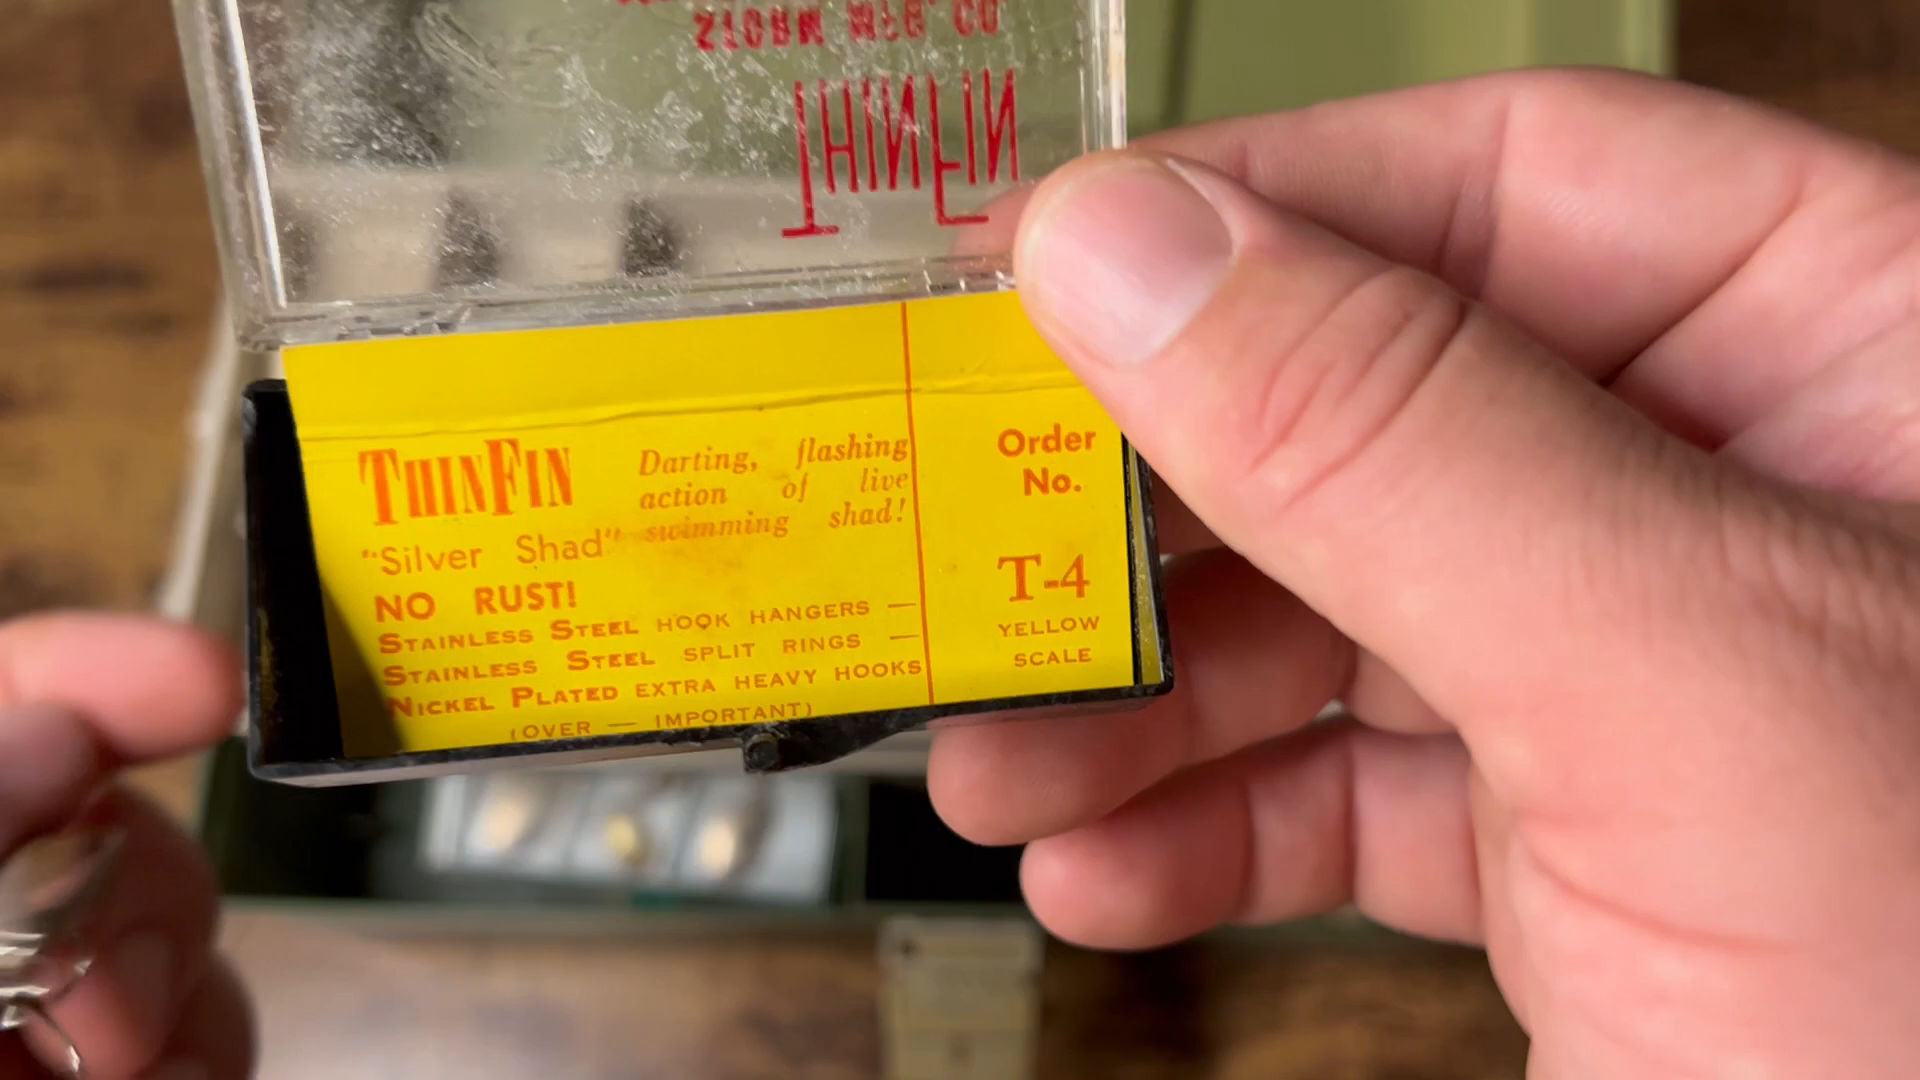 STORM MFG. CO
THINFIN
THINFIN
Darting, flashing
action of live
swimming shad!
"Silver Shad"
NO RUST!
STAINLESS STEEL HOOK HANGERS —
STAINLESS STEEL SPLIT RINGS —
NICKEL PLATED EXTRA HEAVY HOOKS
(OVER — IMPORTANT)
Order
No.
T-4
YELLOW
SCALE